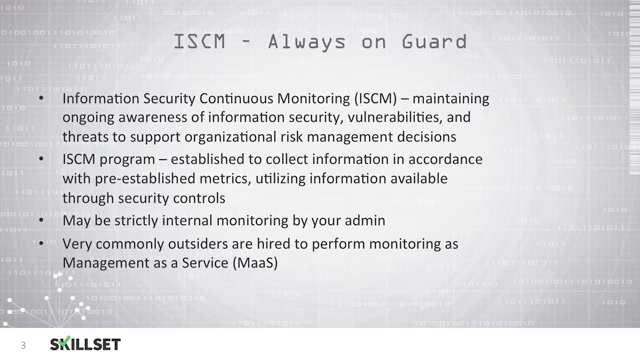 ISCM – Always on Guard
• Information Security Continuous Monitoring (ISCM) – maintaining
ongoing awareness of information security, vulnerabilities, and
threats to support organizational risk management decisions
• ISCM program – established to collect information in accordance
with pre-established metrics, utilizing information available
through security controls
• May be strictly internal monitoring by your admin
• Very commonly outsiders are hired to perform monitoring as
Management as a Service (MaaS)
3
SKILLSET